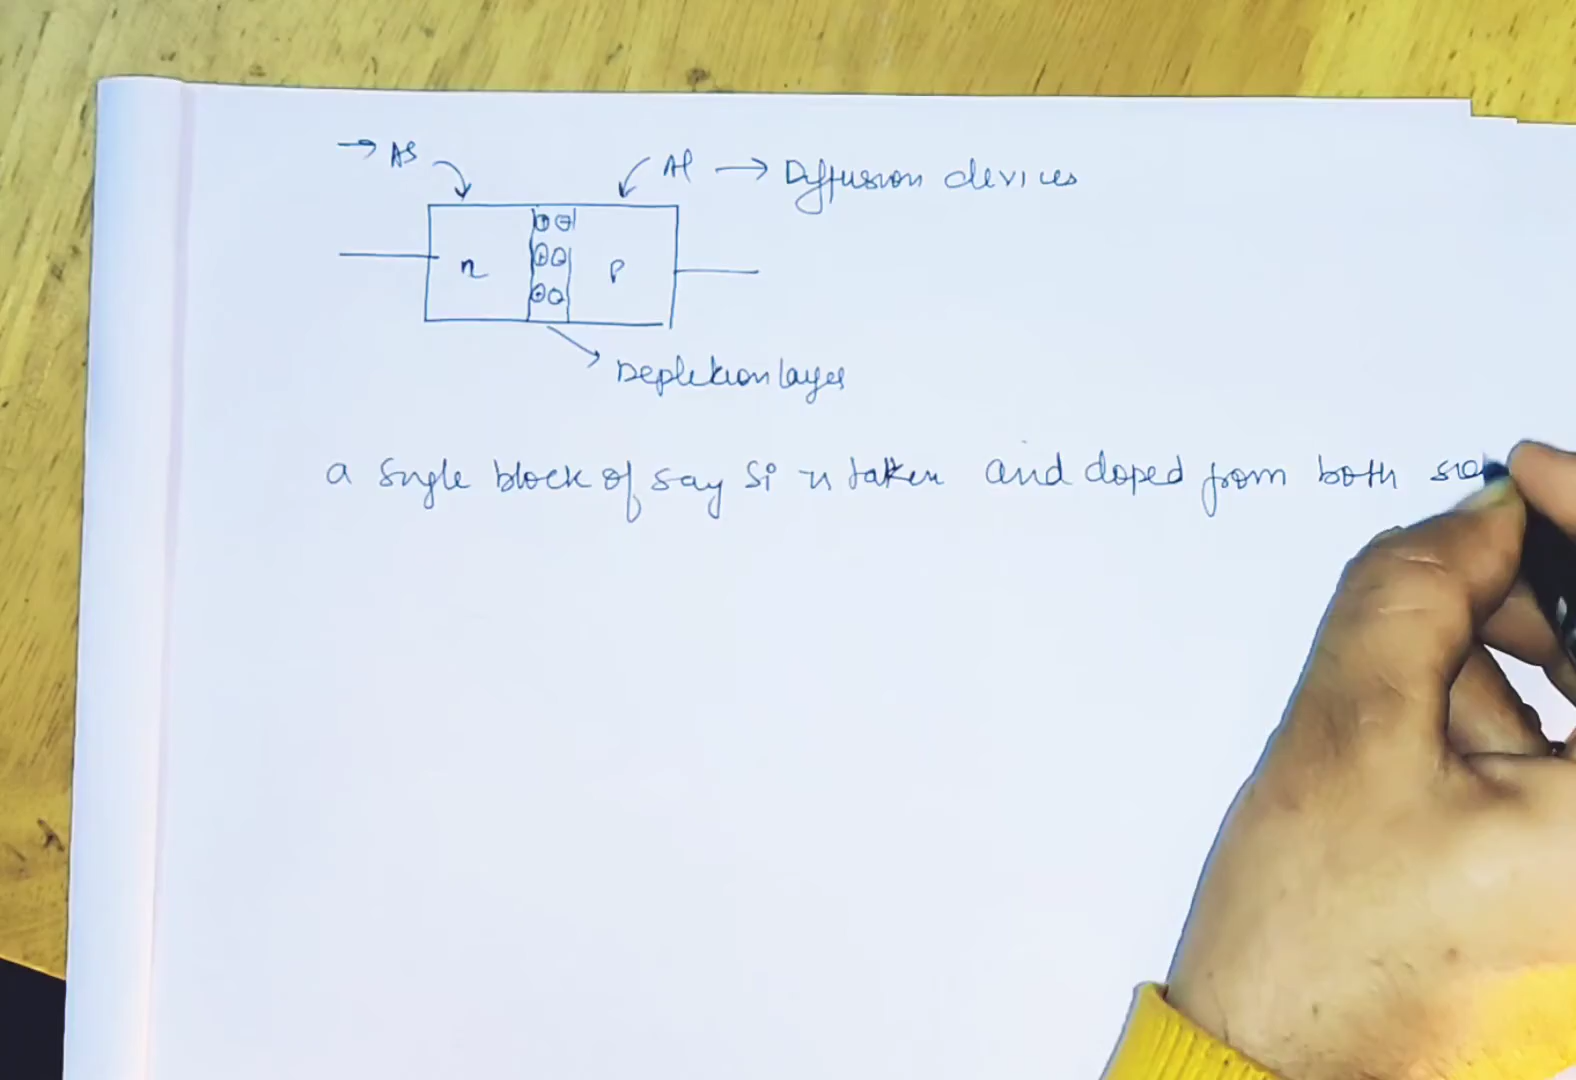 → As Al → Diffusion devices
n p
Depletion layer
a single block of say Si is taken and doped from both